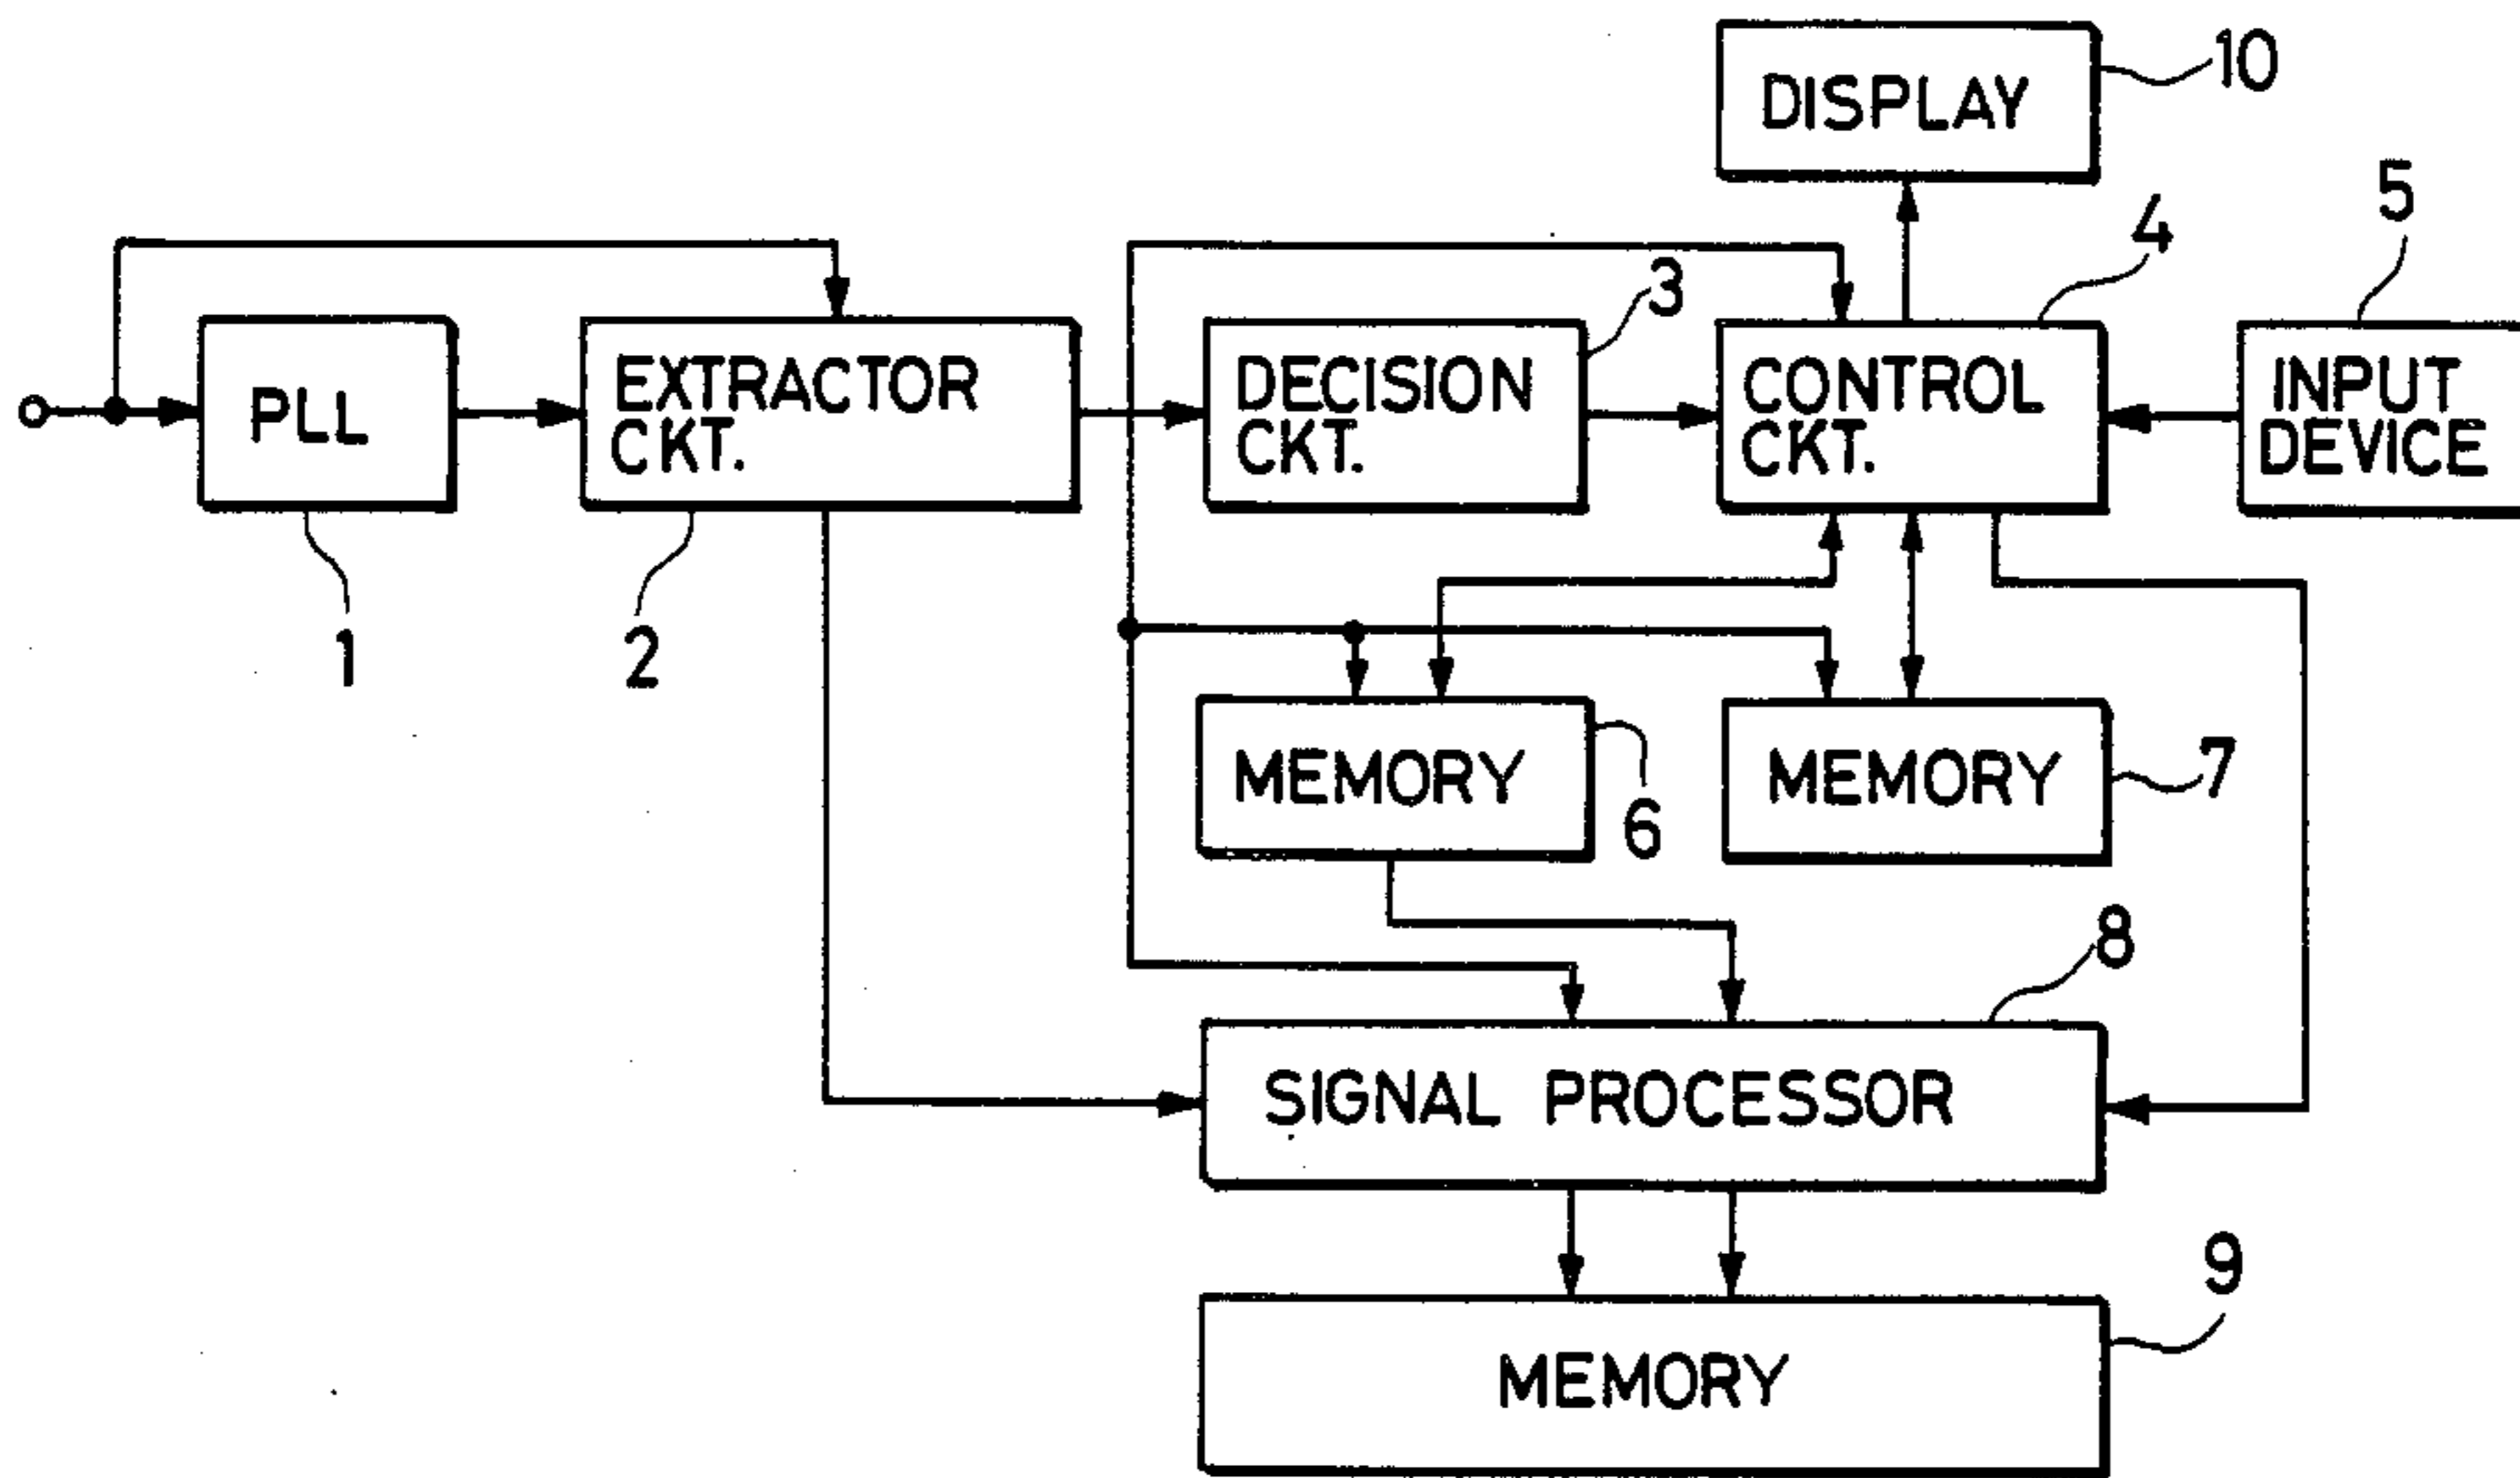 DISPLAY
10
PLL
1
EXTRACTOR
CKT.
2
DECISION
CKT.
3
CONTROL
CKT.
4
INPUT
DEVICE
5
MEMORY
6
MEMORY
7
SIGNAL PROCESSOR
8
MEMORY
9